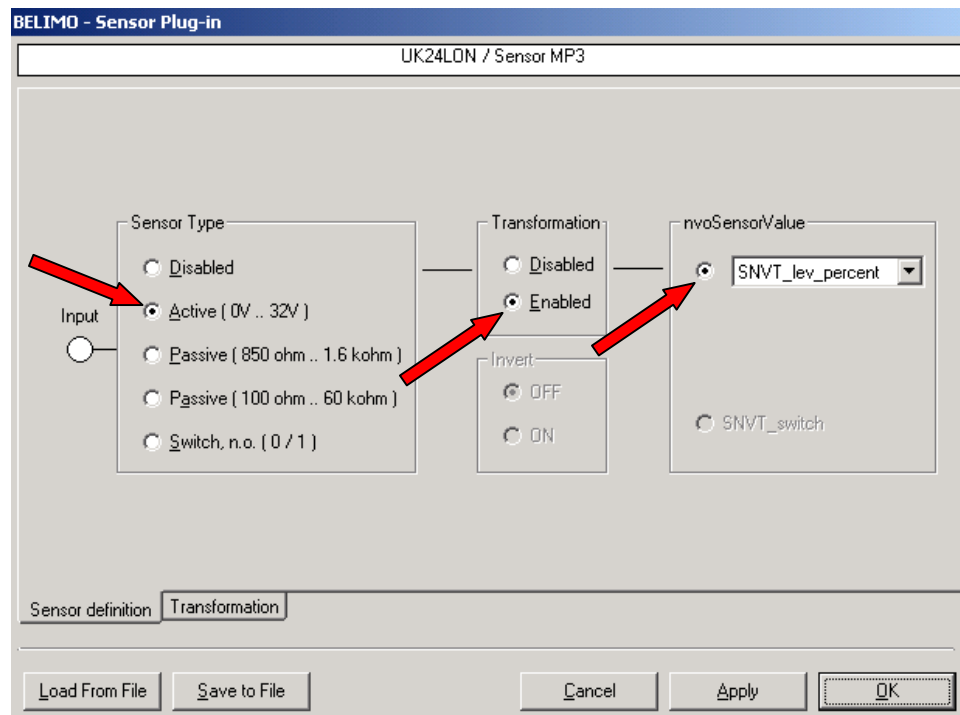 BELIMO - Sensor Plug-in
UK24LON / Sensor MP3
Sensor Type
Disabled
Active ( 0V .. 32V )
Passive ( 850 ohm .. 1.6 kohm )
Passive ( 100 ohm .. 60 kohm )
Switch, n.o. ( 0 / 1 )
Input
Transformation
Disabled
Enabled
Invert
OFF
ON
nvoSensorValue
SNVT_lev_percent
SNVT_switch
Sensor definition
Transformation
Load From File
Save to File
Cancel
Apply
OK